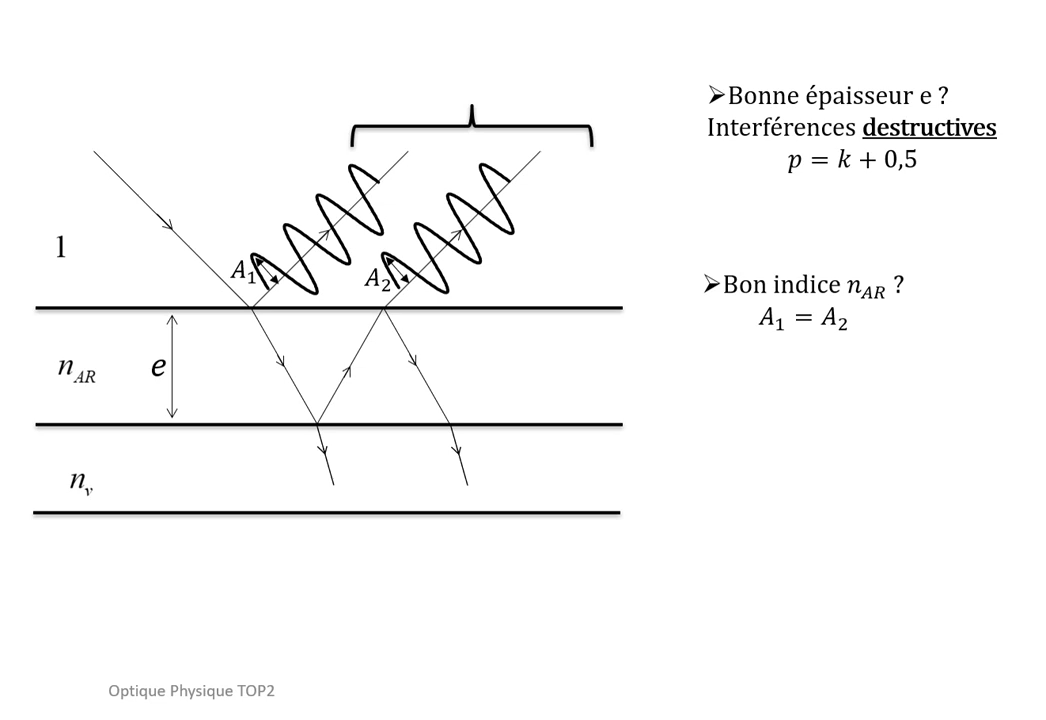 ➢Bonne épaisseur e ?
Interférences destructives
p = k + 0,5
1
A₁
A₂
➢Bon indice n_AR ?
A₁ = A₂
n_AR
e
n_v
Optique Physique TOP2